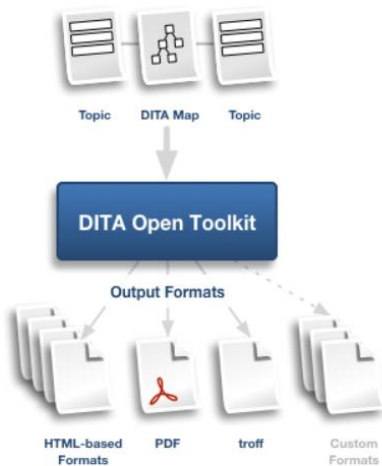 Topic DITA Map Topic
DITA Open Toolkit
Output Formats
HTML-based PDF troff Custom
Formats Formats